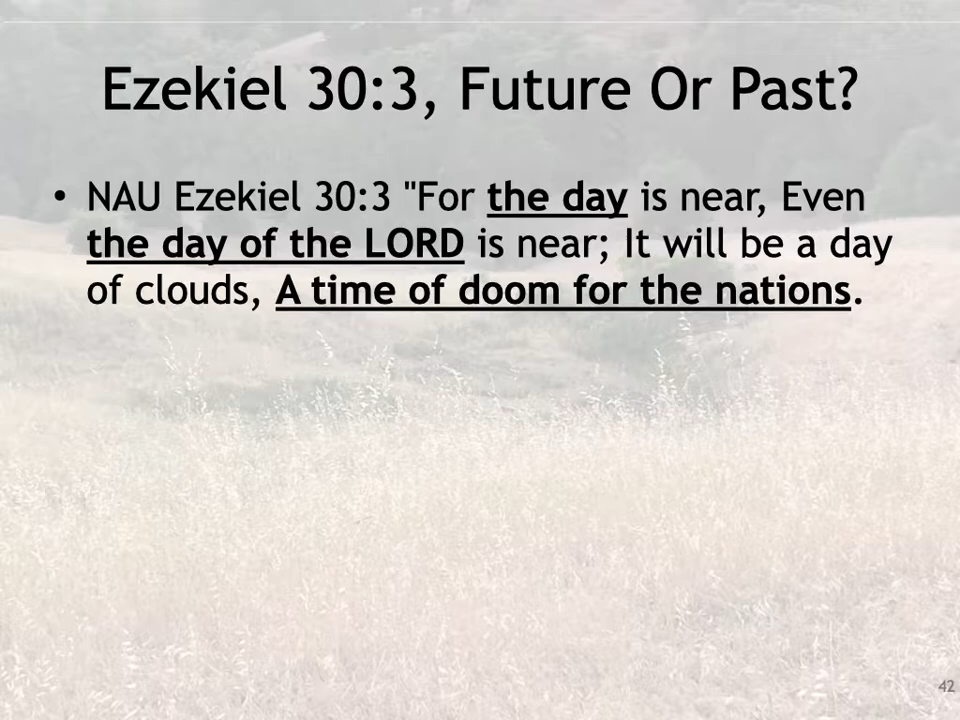 Ezekiel 30:3, Future Or Past?
• NAU Ezekiel 30:3 "For the day is near, Even
the day of the LORD is near; It will be a day
of clouds, A time of doom for the nations.
42